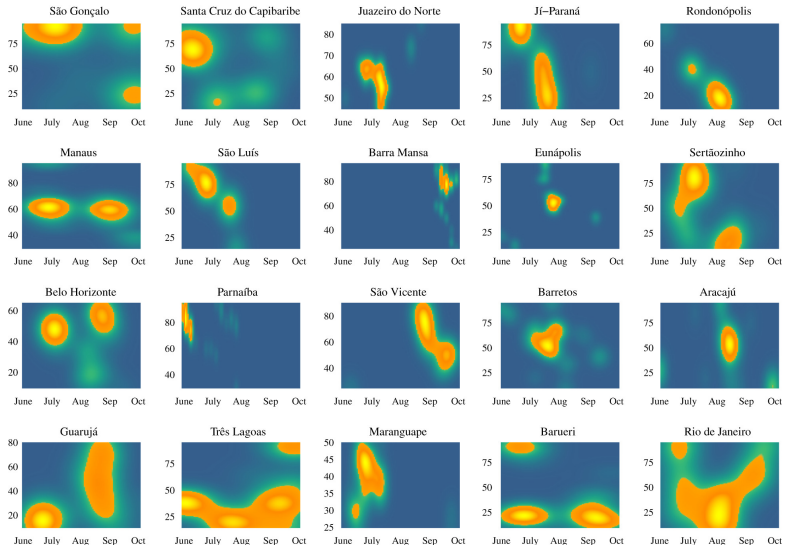 São Gonçalo Santa Cruz do Capibaribe Juazeiro do Norte Jí−Paraná Rondonópolis
75 50 25 75 50 25 80 70 60 50 75 50 25 60 40 20
June July Aug Sep Oct June July Aug Sep Oct June July Aug Sep Oct June July Aug Sep Oct June July Aug Sep Oct
Manaus São Luís Barra Mansa Eunápolis Sertãozinho
80 60 40 75 50 25 80 60 40 75 50 25 75 50 25
June July Aug Sep Oct June July Aug Sep Oct June July Aug Sep Oct June July Aug Sep Oct June July Aug Sep Oct
Belo Horizonte Parnaíba São Vicente Barretos Aracajú
60 40 20 80 60 40 80 60 40 75 50 25 75 50 25
June July Aug Sep Oct June July Aug Sep Oct June July Aug Sep Oct June July Aug Sep Oct June July Aug Sep Oct
Guarujá Três Lagoas Maranguape Barueri Rio de Janeiro
80 60 40 20 75 50 25 50 45 40 35 30 25 75 50 25 75 50 25
June July Aug Sep Oct June July Aug Sep Oct June July Aug Sep Oct June July Aug Sep Oct June July Aug Sep Oct